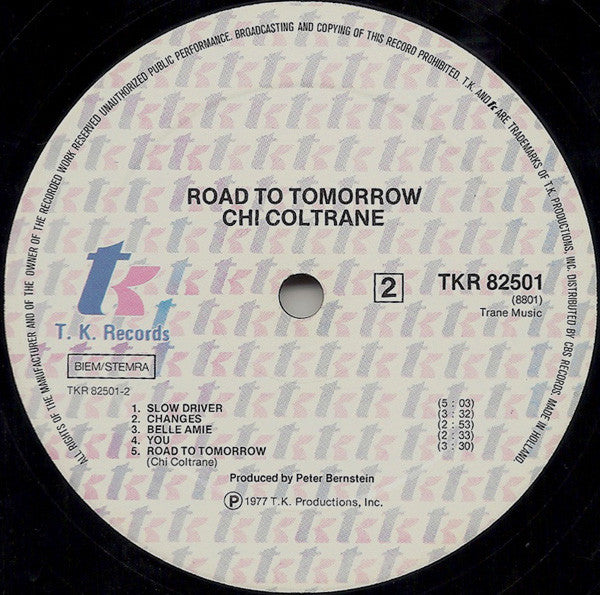 ALL RIGHTS OF THE MANUFACTURER AND OF THE OWNER OF THE RECORDED WORK RESERVED UNAUTHORIZED PUBLIC PERFORMANCE. BROADCASTING AND COPYING OF THIS RECORD PROHIBITED. T.K. AND tk ARE TRADEMARKS OF T.K. PRODUCTIONS, INC. DISTRIBUTED BY CBS RECORDS. MADE IN HOLLAND.
ROAD TO TOMORROW
CHI COLTRANE
tk
T. K. Records
2
TKR 82501
(8801)
Trane Music
BIEM/STEMRA
TKR 82501-2
1. SLOW DRIVER (5 : 03)
2. CHANGES (3 : 32)
3. BELLE AMIE (2 : 53)
4. YOU (2 : 33)
5. ROAD TO TOMORROW (3 : 30)
(Chi Coltrane)
Produced by Peter Bernstein
Ⓟ 1977 T.K. Productions, Inc.